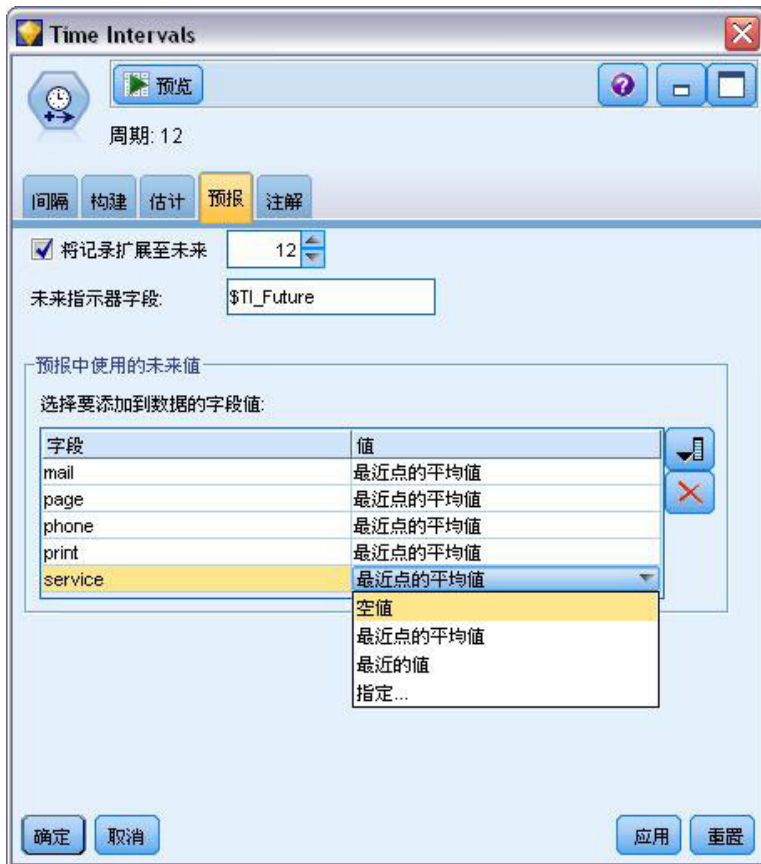 Time Intervals
预览
?
周期: 12
间隔 构建 估计 预报 注解
将记录扩展至未来 12
未来指示器字段: $TI_Future
预报中使用的未来值
选择要添加到数据的字段值:
字段 值
mail 最近点的平均值
page 最近点的平均值
phone 最近点的平均值
print 最近点的平均值
service 最近点的平均值
空值
最近点的平均值
最近的值
指定...
确定 取消 应用 重置